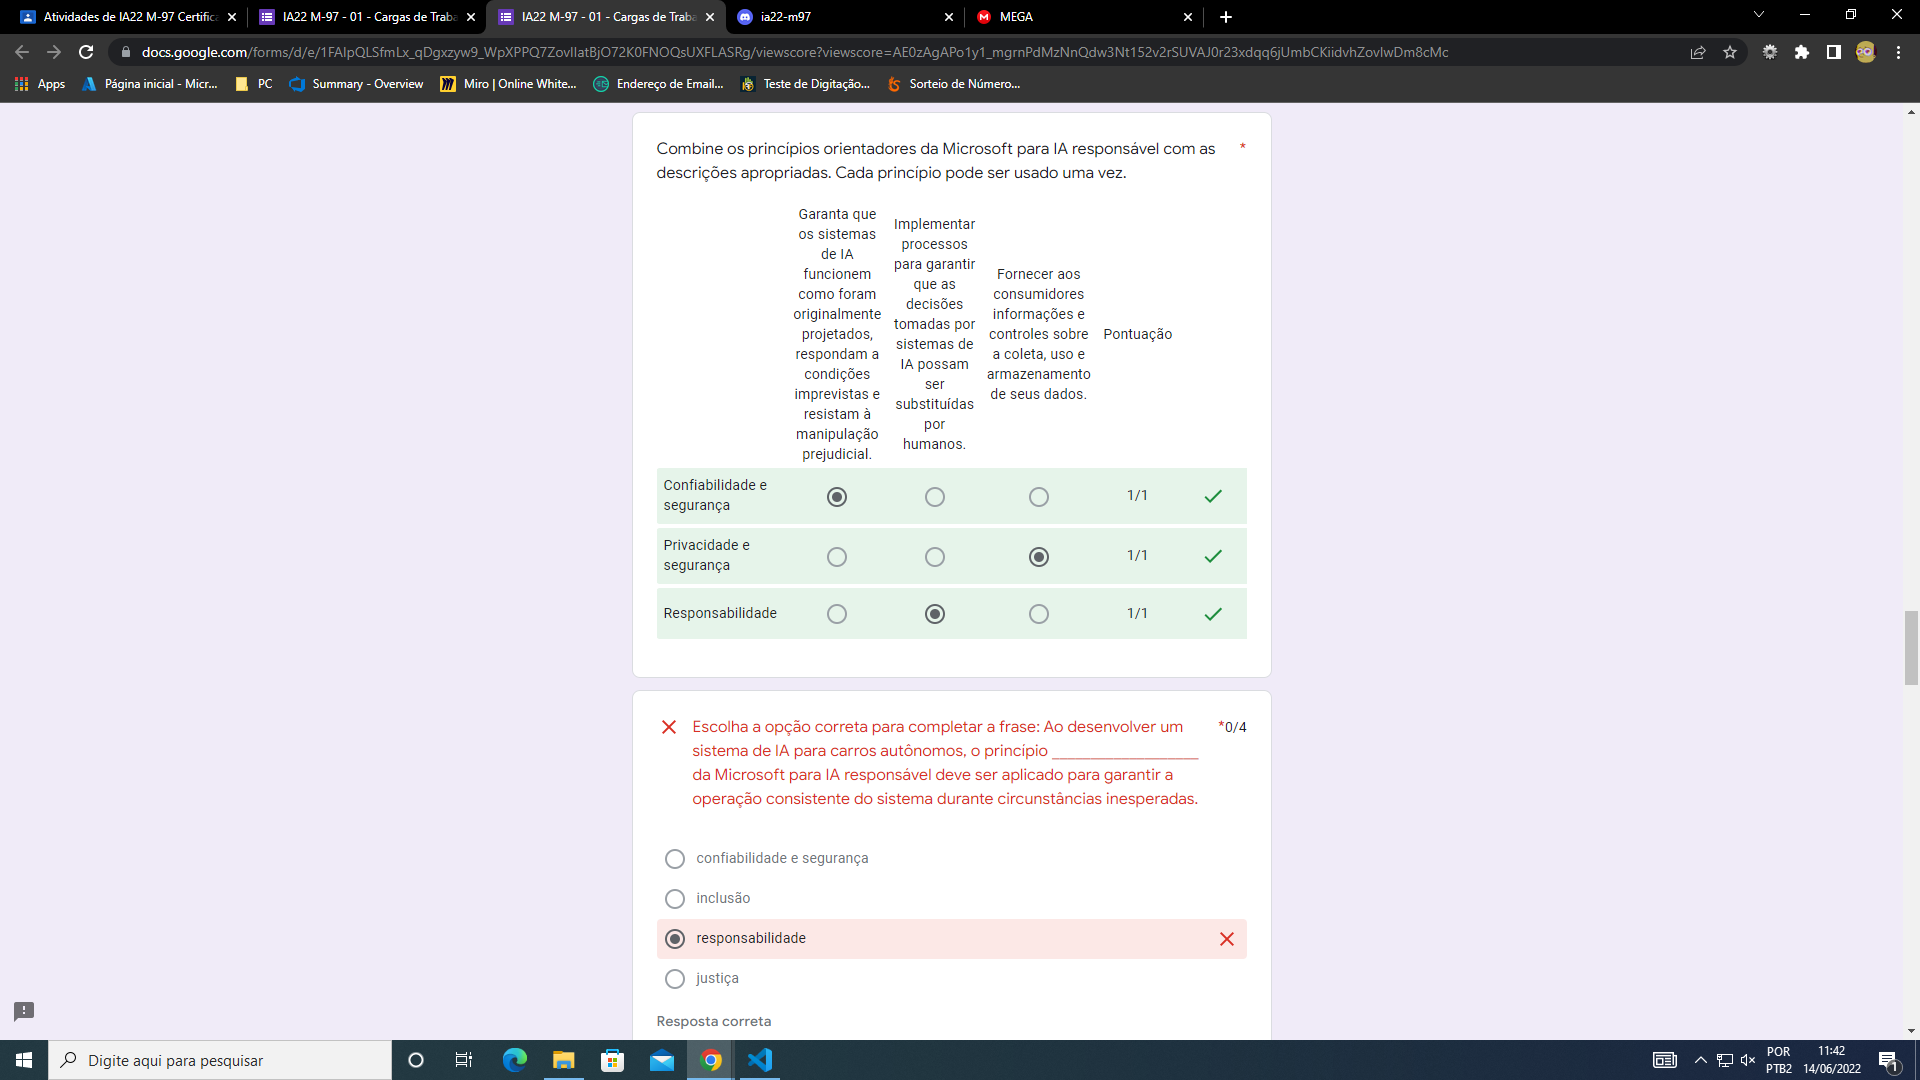 Atividades de IA22 M-97 Certifica
IA22 M-97 - 01 - Cargas de Traba
IA22 M-97 - 01 - Cargas de Traba
ia22-m97
MEGA
docs.google.com/forms/d/e/1FAIpQLSfmLx_qDgxzyw9_WpXPPQ7ZovIIatBjO72K0FNOQsUXFLASRg/viewscore?viewscore=AE0zAgAPo1y1_mgrnPdMzNnQdw3Nt152v2rSUVAJ0r23xdqq6jUmbCKiidvhZovIwDm8cMc
Apps
Página inicial - Micr...
PC
Summary - Overview
Miro | Online White...
Endereço de Email...
Teste de Digitação...
Sorteio de Número...
Combine os princípios orientadores da Microsoft para IA responsável com as *
descrições apropriadas. Cada princípio pode ser usado uma vez.
Garanta que
os sistemas
de IA
funcionem
como foram
originalmente
projetados,
respondam a
condições
imprevistas e
resistam à
manipulação
prejudicial.
Implementar
processos
para garantir
que as
decisões
tomadas por
sistemas de
IA possam
ser
substituídas
por
humanos.
Fornecer aos
consumidores
informações e
controles sobre
a coleta, uso e
armazenamento
de seus dados.
Pontuação
Confiabilidade e
segurança
1/1
Privacidade e
segurança
1/1
Responsabilidade
1/1
Escolha a opção correta para completar a frase: Ao desenvolver um *0/4
sistema de IA para carros autônomos, o princípio __________________
da Microsoft para IA responsável deve ser aplicado para garantir a
operação consistente do sistema durante circunstâncias inesperadas.
confiabilidade e segurança
inclusão
responsabilidade
justiça
Resposta correta
Digite aqui para pesquisar
POR
PTB2
11:42
14/06/2022
1